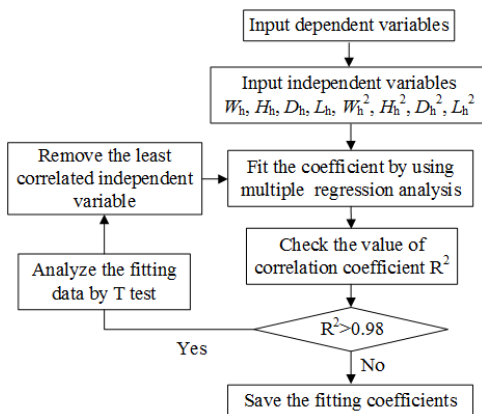 Input dependent variables
Input independent variables
Wₕ, Hₕ, Dₕ, Lₕ, Wₕ², Hₕ², Dₕ², Lₕ²
Remove the least
correlated independent
variable
Fit the coefficient by using
multiple regression analysis
Check the value of
correlation coefficient R²
Analyze the fitting
data by T test
R²>0.98
Yes
No
Save the fitting coefficients